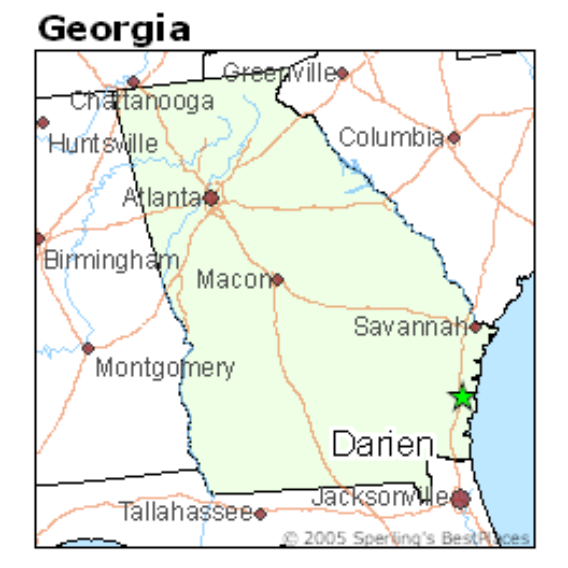 Georgia
Greenville
Chattanooga
Huntsville
Columbia
Atlanta
Birmingham
Macon
Savannah
Montgomery
Darien
Jacksonville
Tallahassee
© 2005 Sperling's BestPlaces